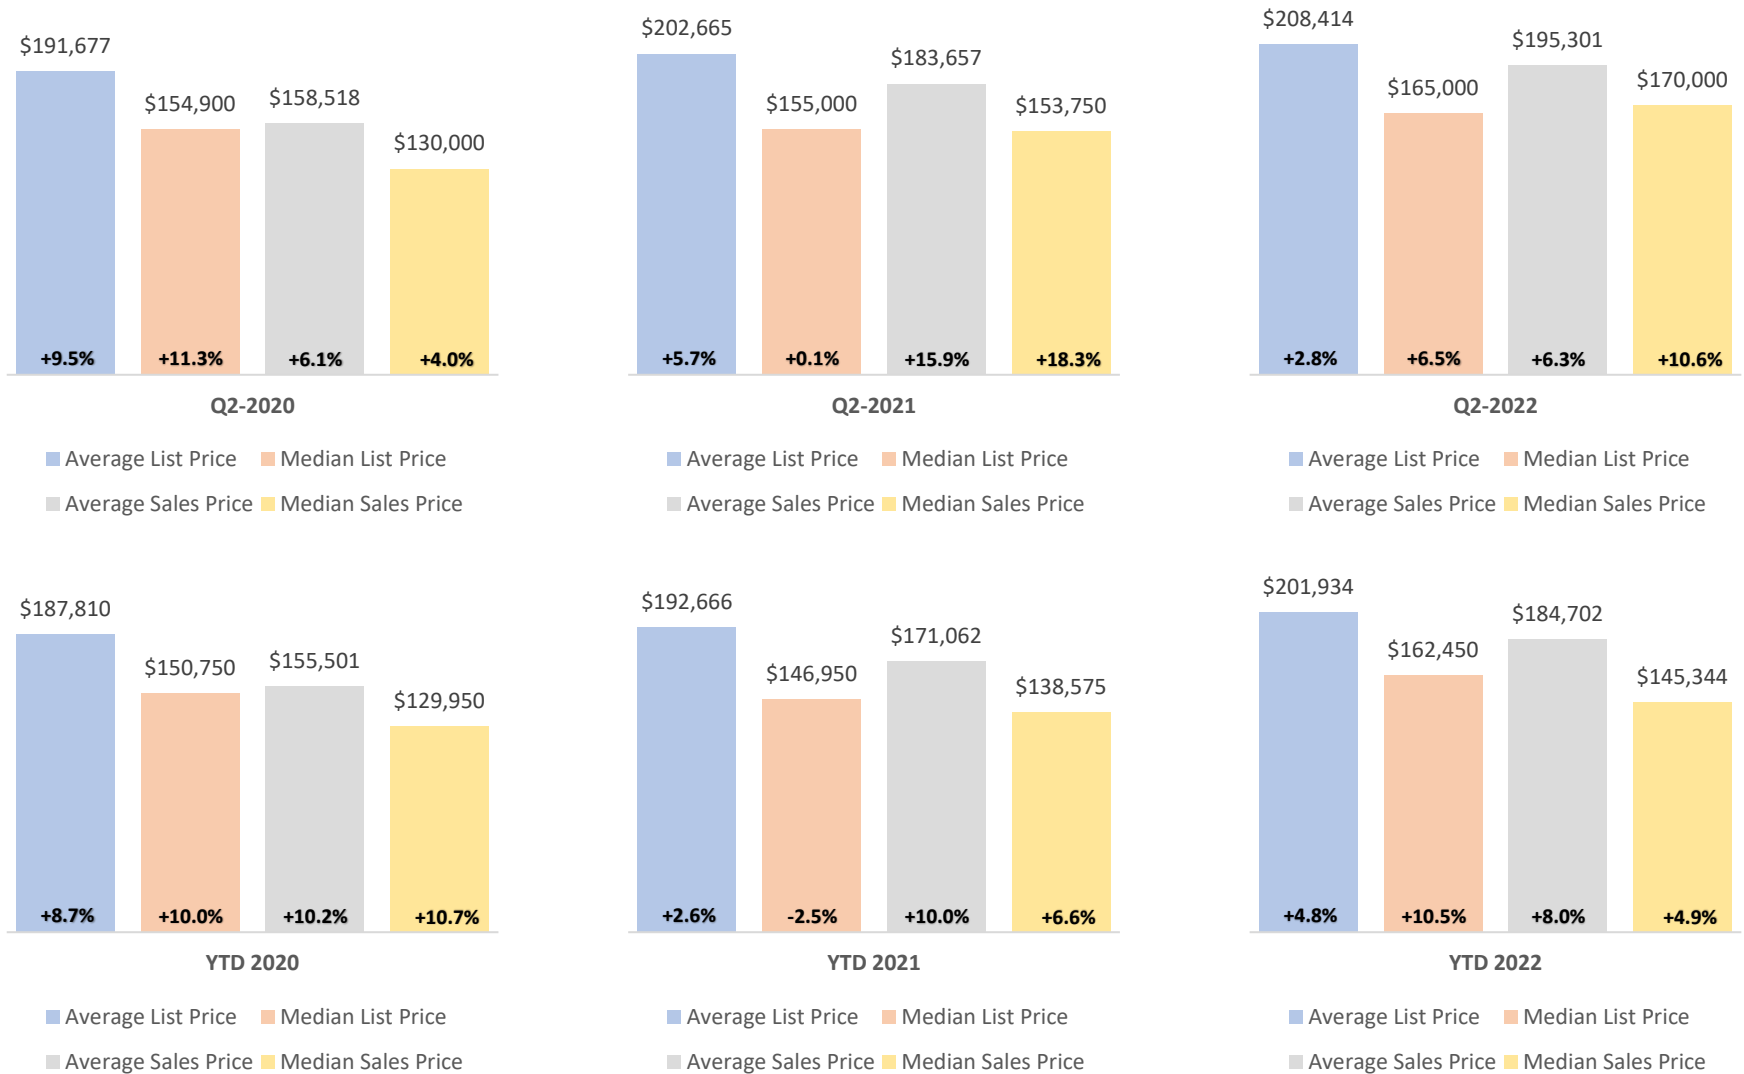 $191,677
$154,900
$158,518
$130,000
+9.5%
+11.3%
+6.1%
+4.0%
Q2-2020
Average List Price
Median List Price
Average Sales Price
Median Sales Price
$202,665
$155,000
$183,657
$153,750
+5.7%
+0.1%
+15.9%
+18.3%
Q2-2021
Average List Price
Median List Price
Average Sales Price
Median Sales Price
$208,414
$165,000
$195,301
$170,000
+2.8%
+6.5%
+6.3%
+10.6%
Q2-2022
Average List Price
Median List Price
Average Sales Price
Median Sales Price
$187,810
$150,750
$155,501
$129,950
+8.7%
+10.0%
+10.2%
+10.7%
YTD 2020
Average List Price
Median List Price
Average Sales Price
Median Sales Price
$192,666
$146,950
$171,062
$138,575
+2.6%
-2.5%
+10.0%
+6.6%
YTD 2021
Average List Price
Median List Price
Average Sales Price
Median Sales Price
$201,934
$162,450
$184,702
$145,344
+4.8%
+10.5%
+8.0%
+4.9%
YTD 2022
Average List Price
Median List Price
Average Sales Price
Median Sales Price